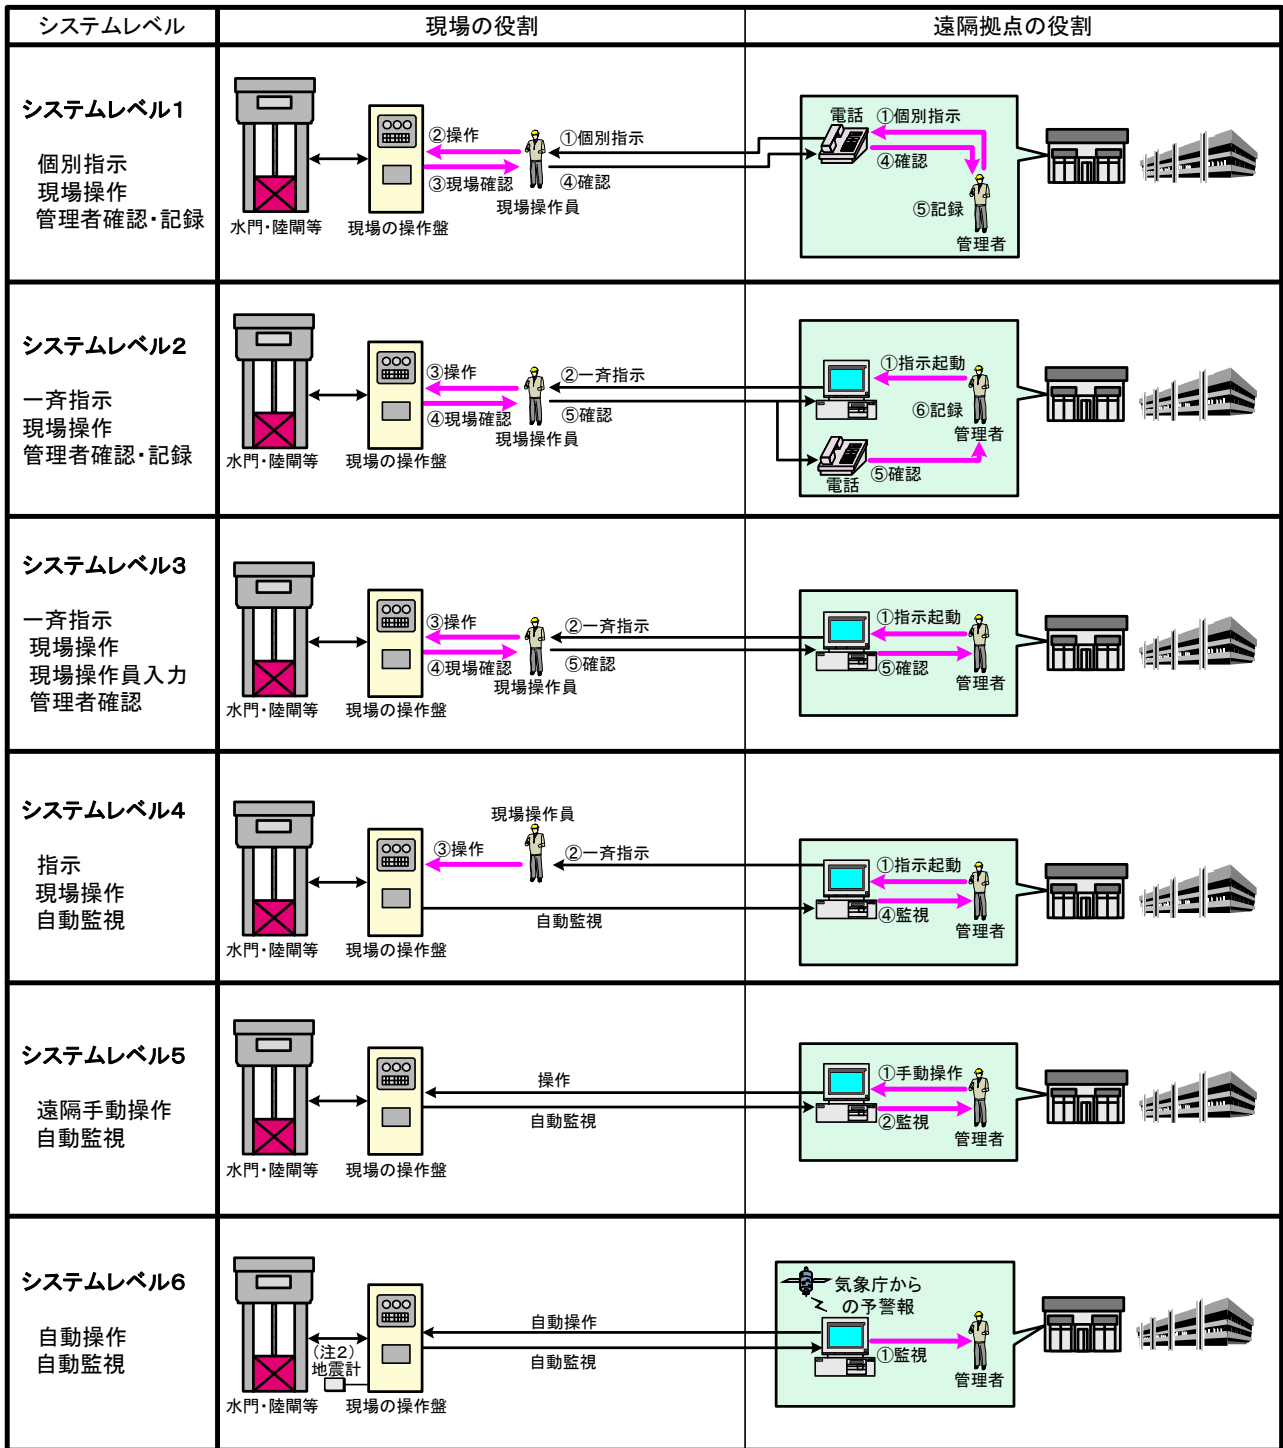 システムレベル
現場の役割
遠隔拠点の役割
システムレベル1
個別指示
現場操作
管理者確認・記録
水門・陸閘等
現場の操作盤
②操作
③現場確認
現場操作員
①個別指示
④確認
電話
①個別指示
④確認
⑤記録
管理者
システムレベル2
一斉指示
現場操作
管理者確認・記録
水門・陸閘等
現場の操作盤
③操作
④現場確認
現場操作員
②一斉指示
⑤確認
①指示起動
⑥記録
管理者
⑤確認
電話
システムレベル3
一斉指示
現場操作
現場操作員入力
管理者確認
水門・陸閘等
現場の操作盤
③操作
④現場確認
現場操作員
②一斉指示
⑤確認
①指示起動
⑤確認
管理者
システムレベル4
指示
現場操作
自動監視
水門・陸閘等
現場の操作盤
現場操作員
③操作
②一斉指示
自動監視
①指示起動
④監視
管理者
システムレベル5
遠隔手動操作
自動監視
水門・陸閘等
現場の操作盤
操作
自動監視
①手動操作
②監視
管理者
システムレベル6
自動操作
自動監視
水門・陸閘等
(注2)
地震計
現場の操作盤
自動操作
自動監視
気象庁から
の予警報
①監視
管理者